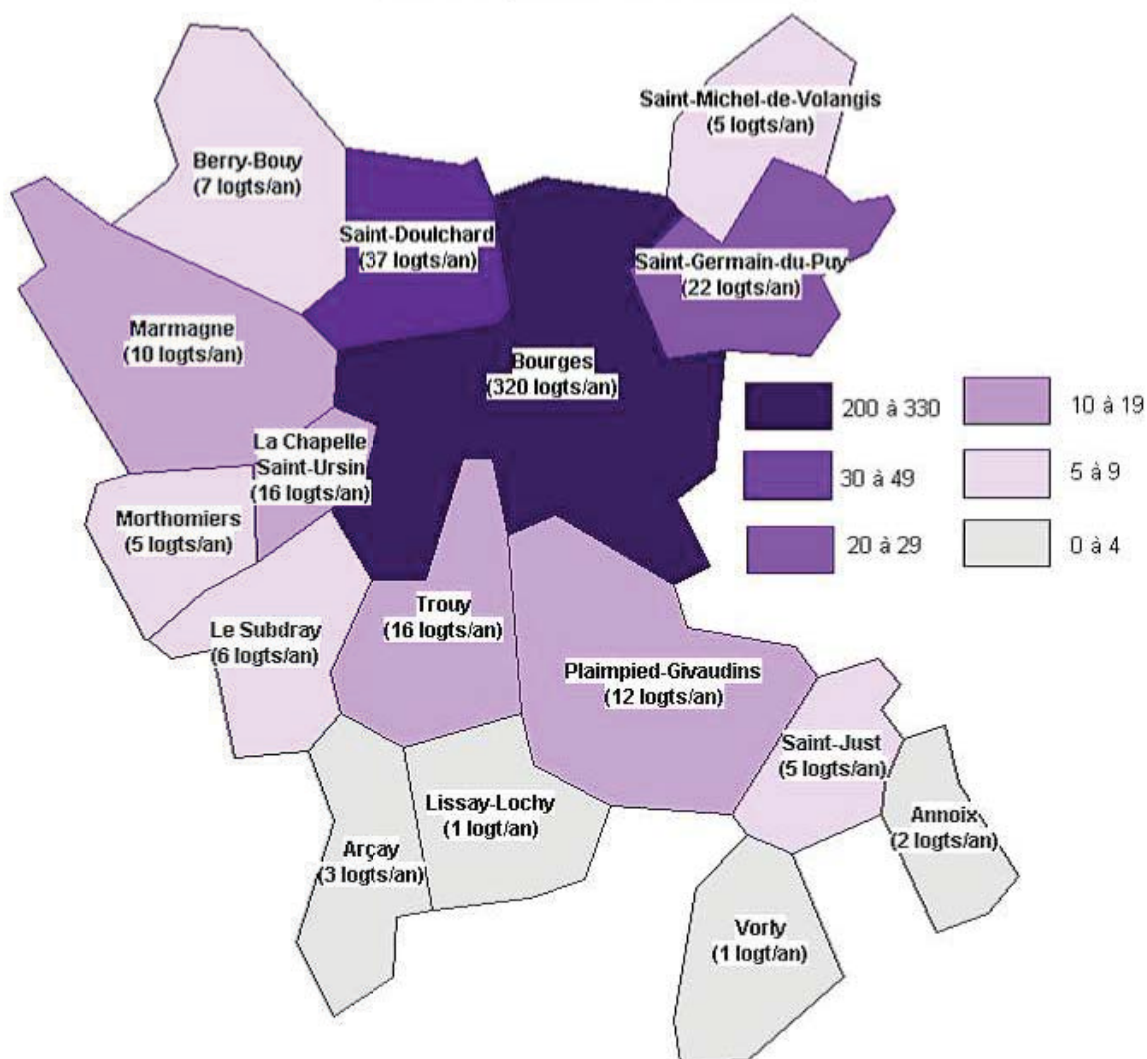 Saint-Michel-de-Volangis
(5 logts/an)
Berry-Bouy
(7 logts/an)
Saint-Doulchard
(37 logts/an)
Saint-Germain-du-Puy
(22 logts/an)
Marmagne
(10 logts/an)
Bourges
(320 logts/an)
200 à 330
10 à 19
30 à 49
5 à 9
20 à 29
0 à 4
La Chapelle
Saint-Ursin
(16 logts/an)
Morthomiers
(5 logts/an)
Trouy
(16 logts/an)
Le Subdray
(6 logts/an)
Plaimpied-Givaudins
(12 logts/an)
Saint-Just
(5 logts/an)
Lissay-Lochy
(1 logt/an)
Annoix
(2 logts/an)
Arçay
(3 logts/an)
Vorly
(1 logt/an)